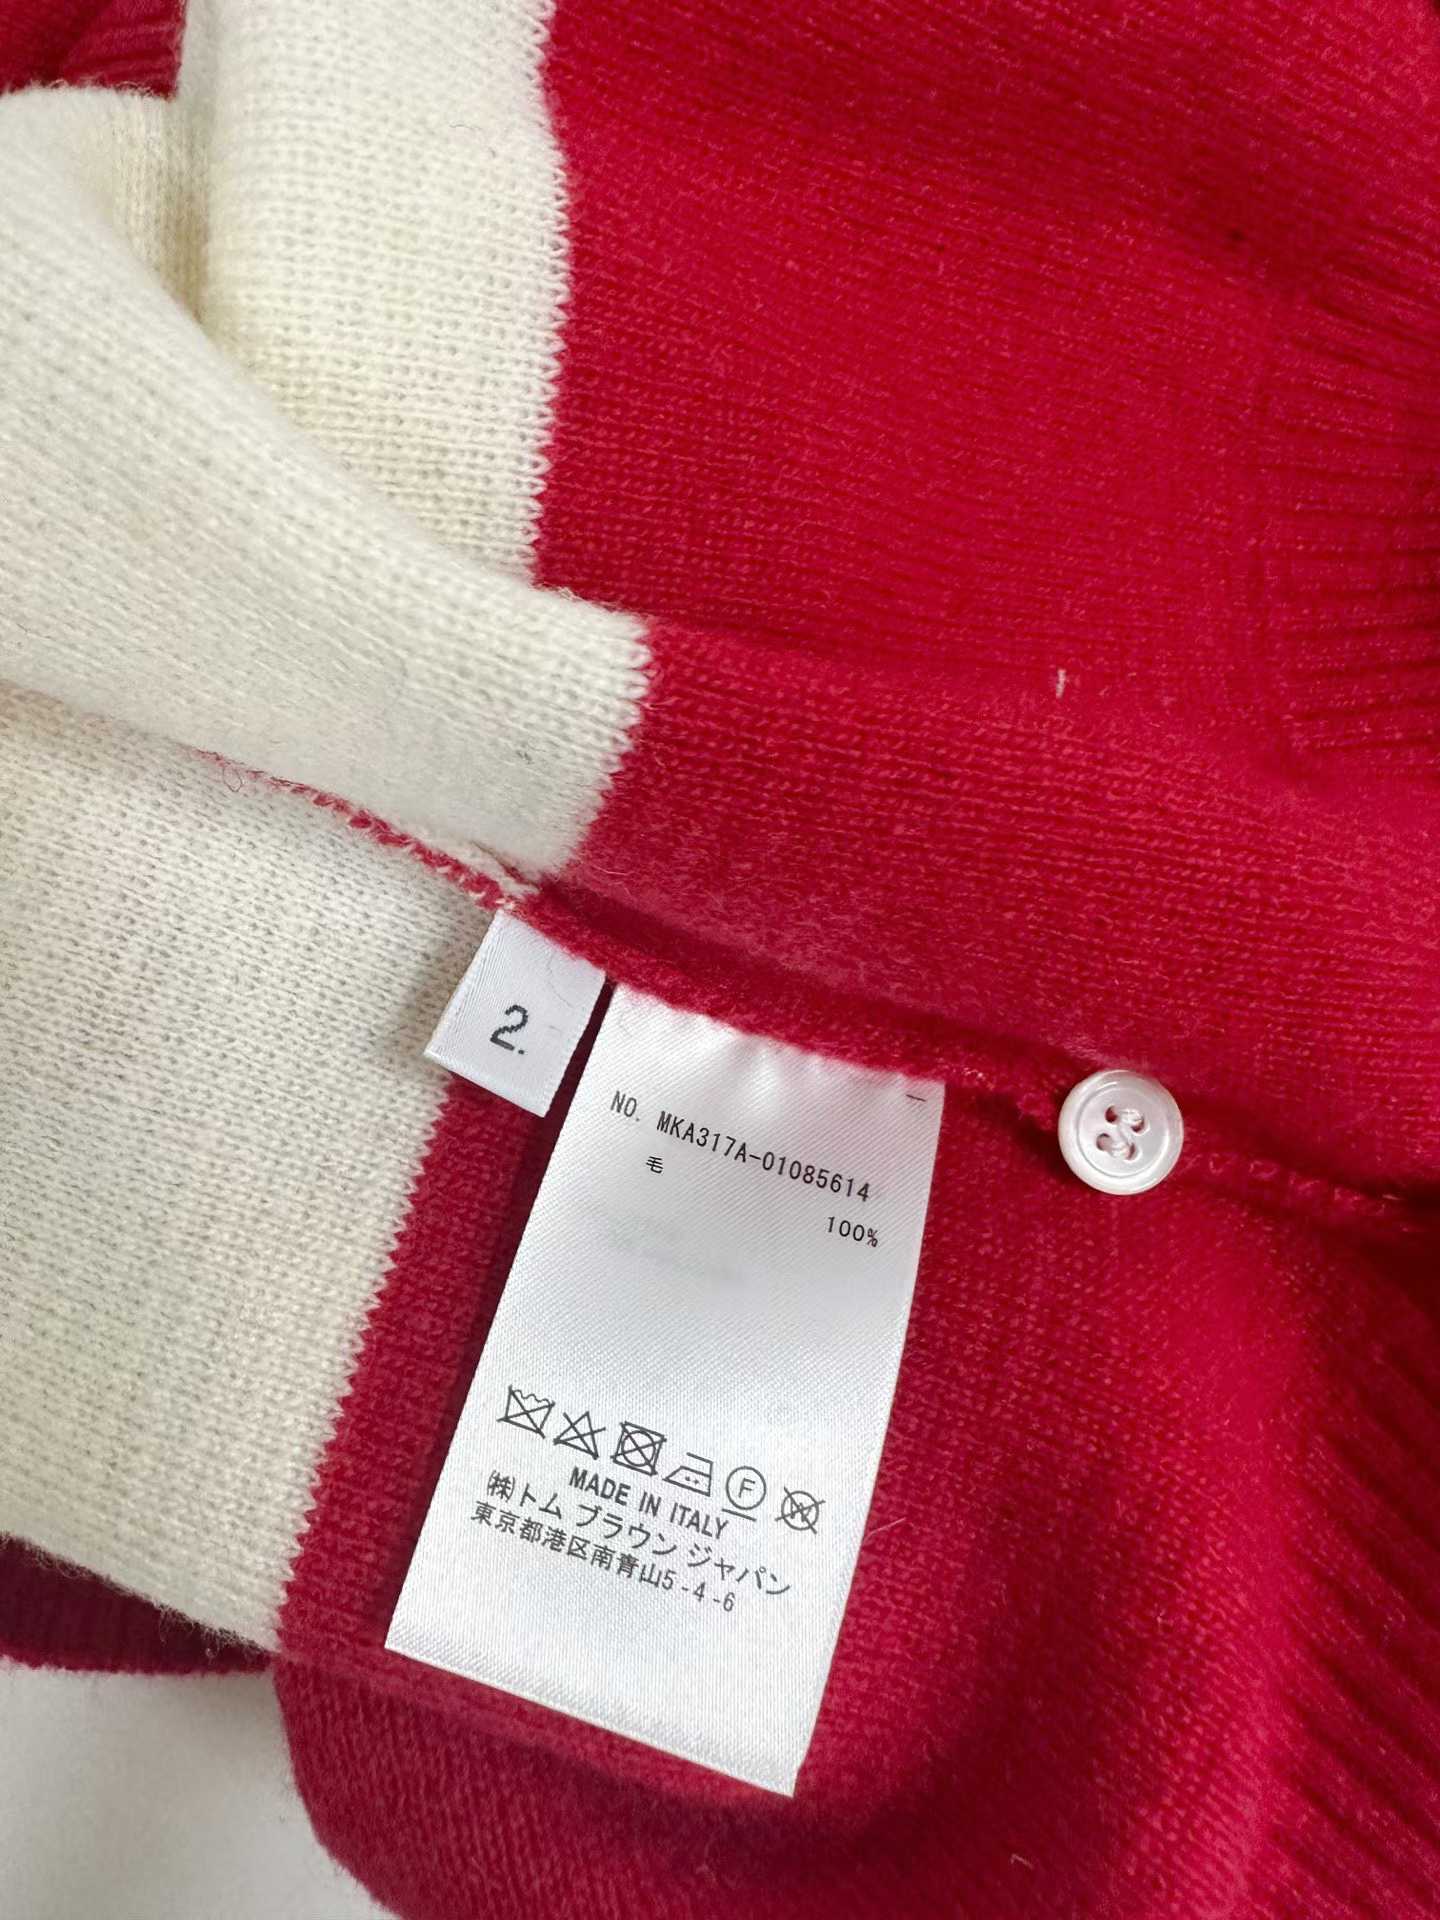 2.
NO. MKA317A-01085614
毛
100%
F
W
MADE IN ITALY
㈱トム ブラウン ジャパン
東京都港区南青山5-4-6